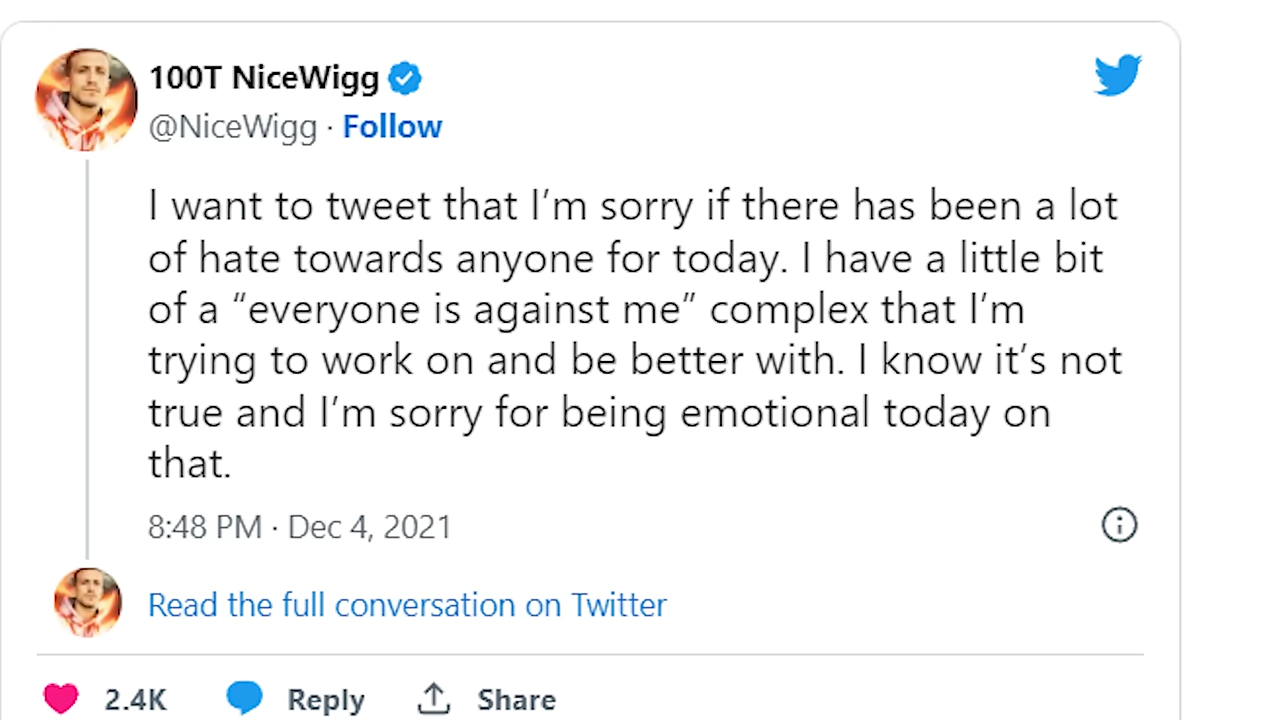 100T NiceWigg
@NiceWigg · Follow
I want to tweet that I’m sorry if there has been a lot
of hate towards anyone for today. I have a little bit
of a “everyone is against me” complex that I’m
trying to work on and be better with. I know it’s not
true and I’m sorry for being emotional today on
that.
8:48 PM · Dec 4, 2021
Read the full conversation on Twitter
2.4K Reply Share